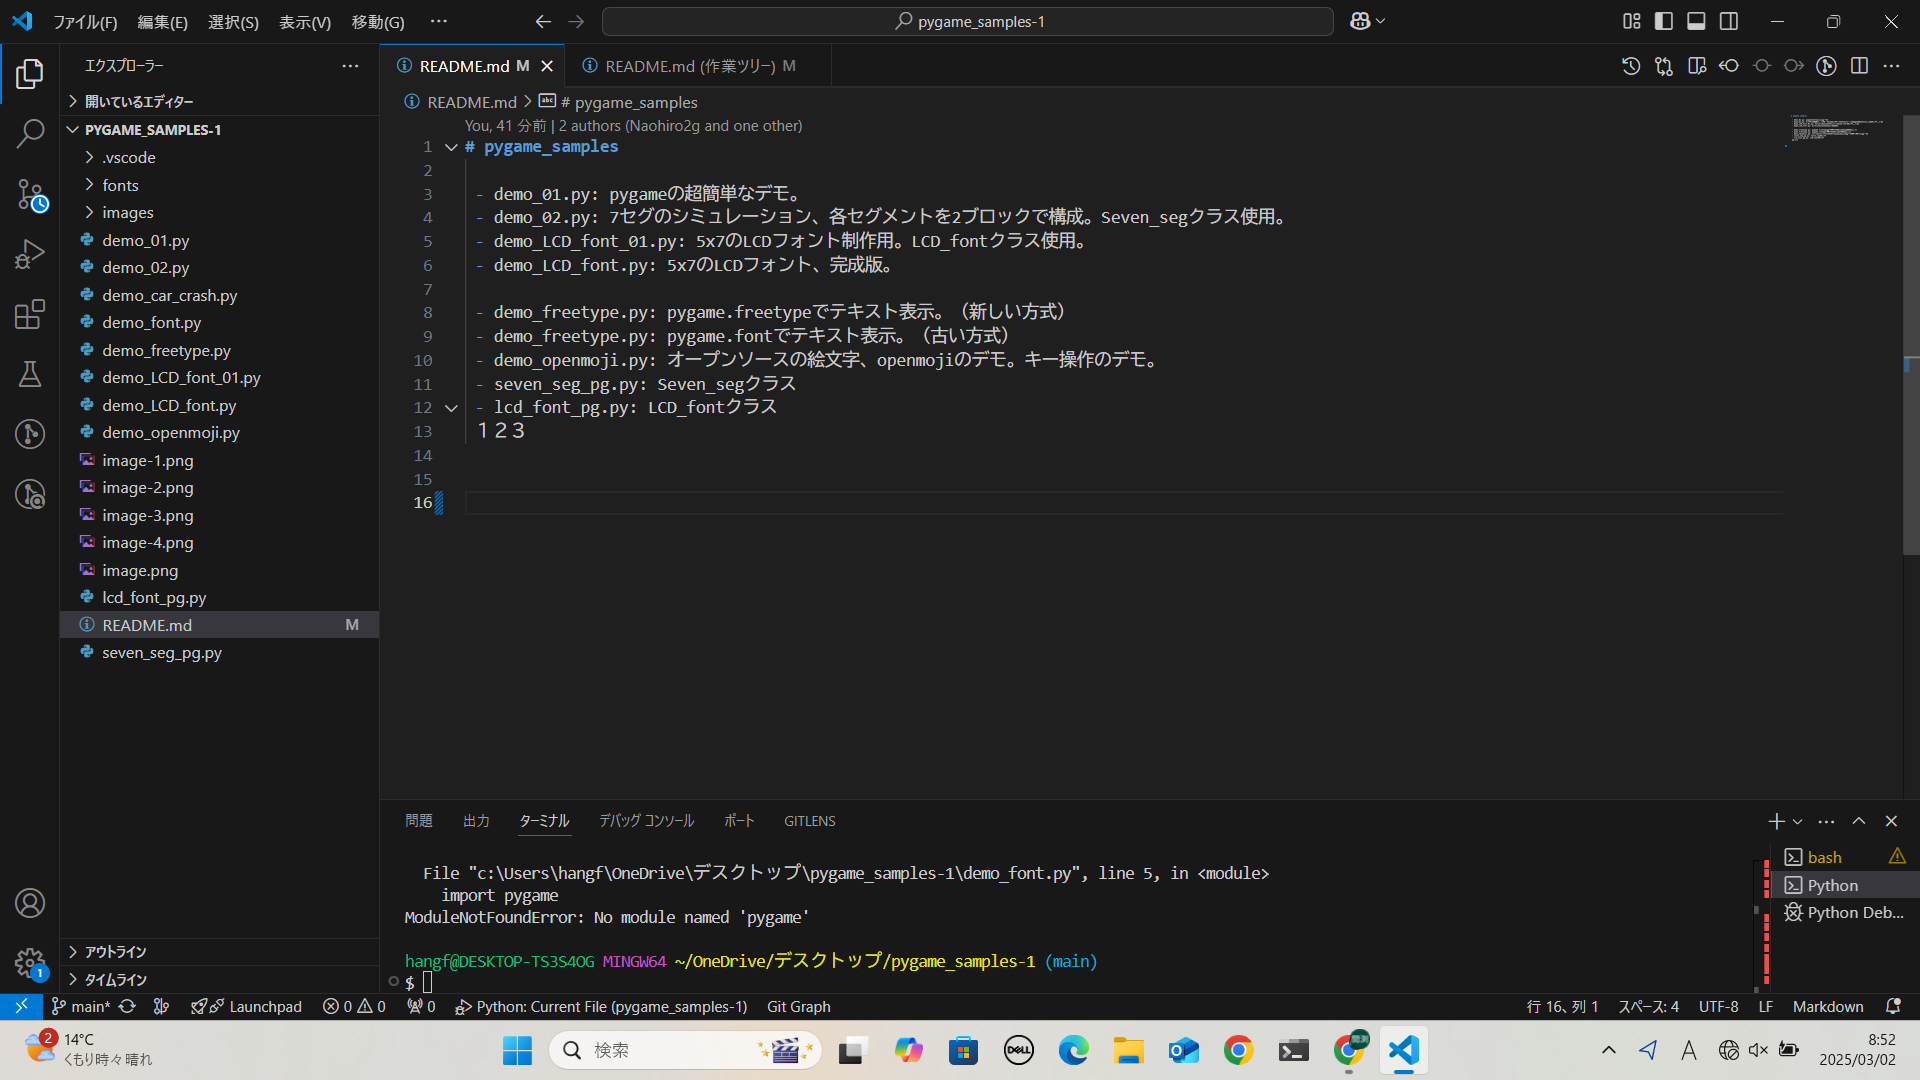 ファイル(F) 編集(E) 選択(S) 表示(V) 移動(G) ··· pygame_samples-1
エクスプローラー ···
開いているエディター
PYGAME_SAMPLES-1
.vscode
fonts
images
demo_01.py
demo_02.py
demo_car_crash.py
demo_font.py
demo_freetype.py
demo_LCD_font_01.py
demo_LCD_font.py
demo_openmoji.py
image-1.png
image-2.png
image-3.png
image-4.png
image.png
lcd_font_pg.py
README.md M
seven_seg_pg.py
アウトライン
タイムライン
README.md M README.md (作業ツリー) M
README.md > abc # pygame_samples
You, 41 分前 | 2 authors (Naohiro2g and one other)
1 # pygame_samples
2
3 - demo_01.py: pygameの超簡単なデモ。
4 - demo_02.py: 7セグのシミュレーション、各セグメントを2ブロックで構成。Seven_segクラス使用。
5 - demo_LCD_font_01.py: 5x7のLCDフォント制作用。LCD_fontクラス使用。
6 - demo_LCD_font.py: 5x7のLCDフォント、完成版。
7
8 - demo_freetype.py: pygame.freetypeでテキスト表示。（新しい方式）
9 - demo_freetype.py: pygame.fontでテキスト表示。（古い方式）
10 - demo_openmoji.py: オープンソースの絵文字、openmojiのデモ。キー操作のデモ。
11 - seven_seg_pg.py: Seven_segクラス
12 - lcd_font_pg.py: LCD_fontクラス
13 １２３
14
15
16
問題 出力 ターミナル デバッグ コンソール ポート GITLENS
File "c:\Users\hangf\OneDrive\デスクトップ\pygame_samples-1\demo_font.py", line 5, in <module>
import pygame
ModuleNotFoundError: No module named 'pygame'
hangf@DESKTOP-TS3S4OG MINGW64 ~/OneDrive/デスクトップ/pygame_samples-1 (main)
$
bash
Python
Python Deb...
1
main* Launchpad 0 0 0 Python: Current File (pygame_samples-1) Git Graph 行 16、列 1 スペース: 4 UTF-8 LF Markdown
2 14°C
くもり時々晴れ
検索
DELL
A
8:52
2025/03/02